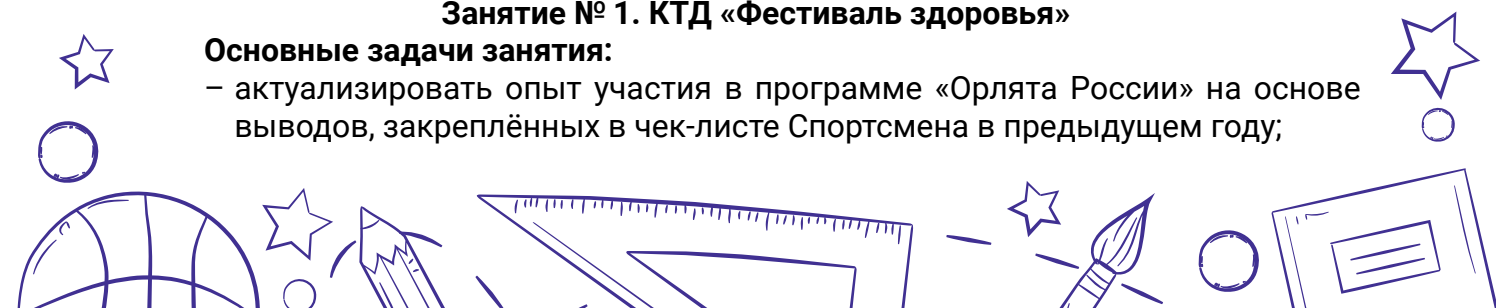 Занятие № 1. КТД «Фестиваль здоровья»
Основные задачи занятия:
– актуализировать опыт участия в программе «Орлята России» на основе
выводов, закреплённых в чек-листе Спортсмена в предыдущем году;